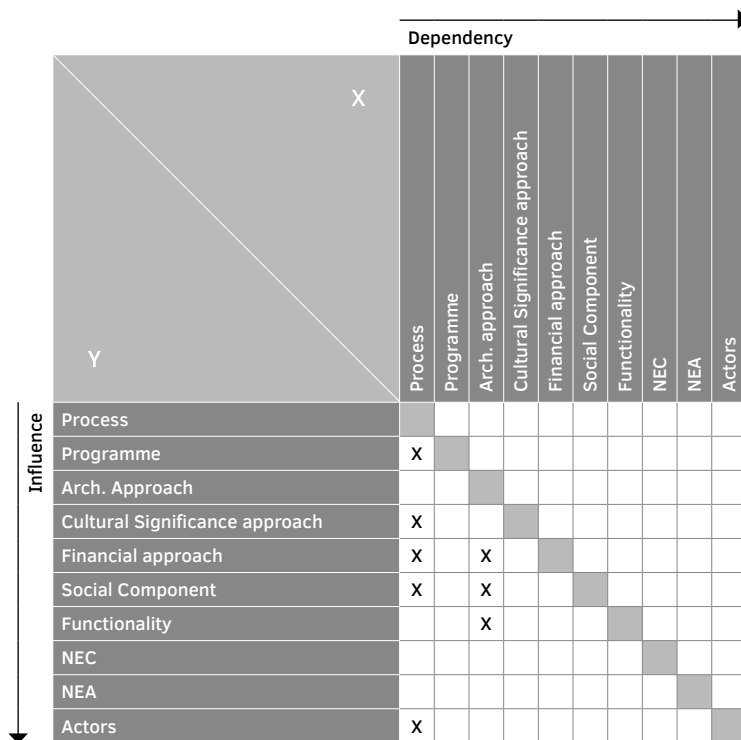 Dependency
X
Y
Process
Programme
Arch. approach
Cultural Significance approach
Financial approach
Social Component
Functionality
NEC
NEA
Actors
Influence
Process
Programme X
Arch. Approach
Cultural Significance approach X
Financial approach X X
Social Component X X
Functionality X
NEC
NEA
Actors X